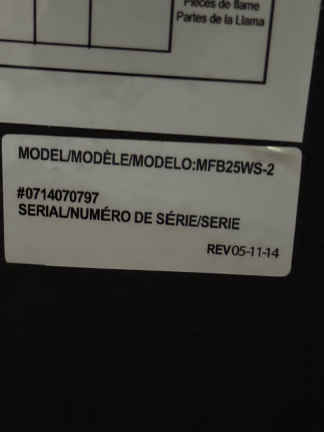 Pièces de flame
Partes de la Llama
MODEL/MODÈLE/MODELO:MFB25WS-2
#0714070797
SERIAL/NUMÉRO DE SÉRIE/SERIE
REV05-11-14